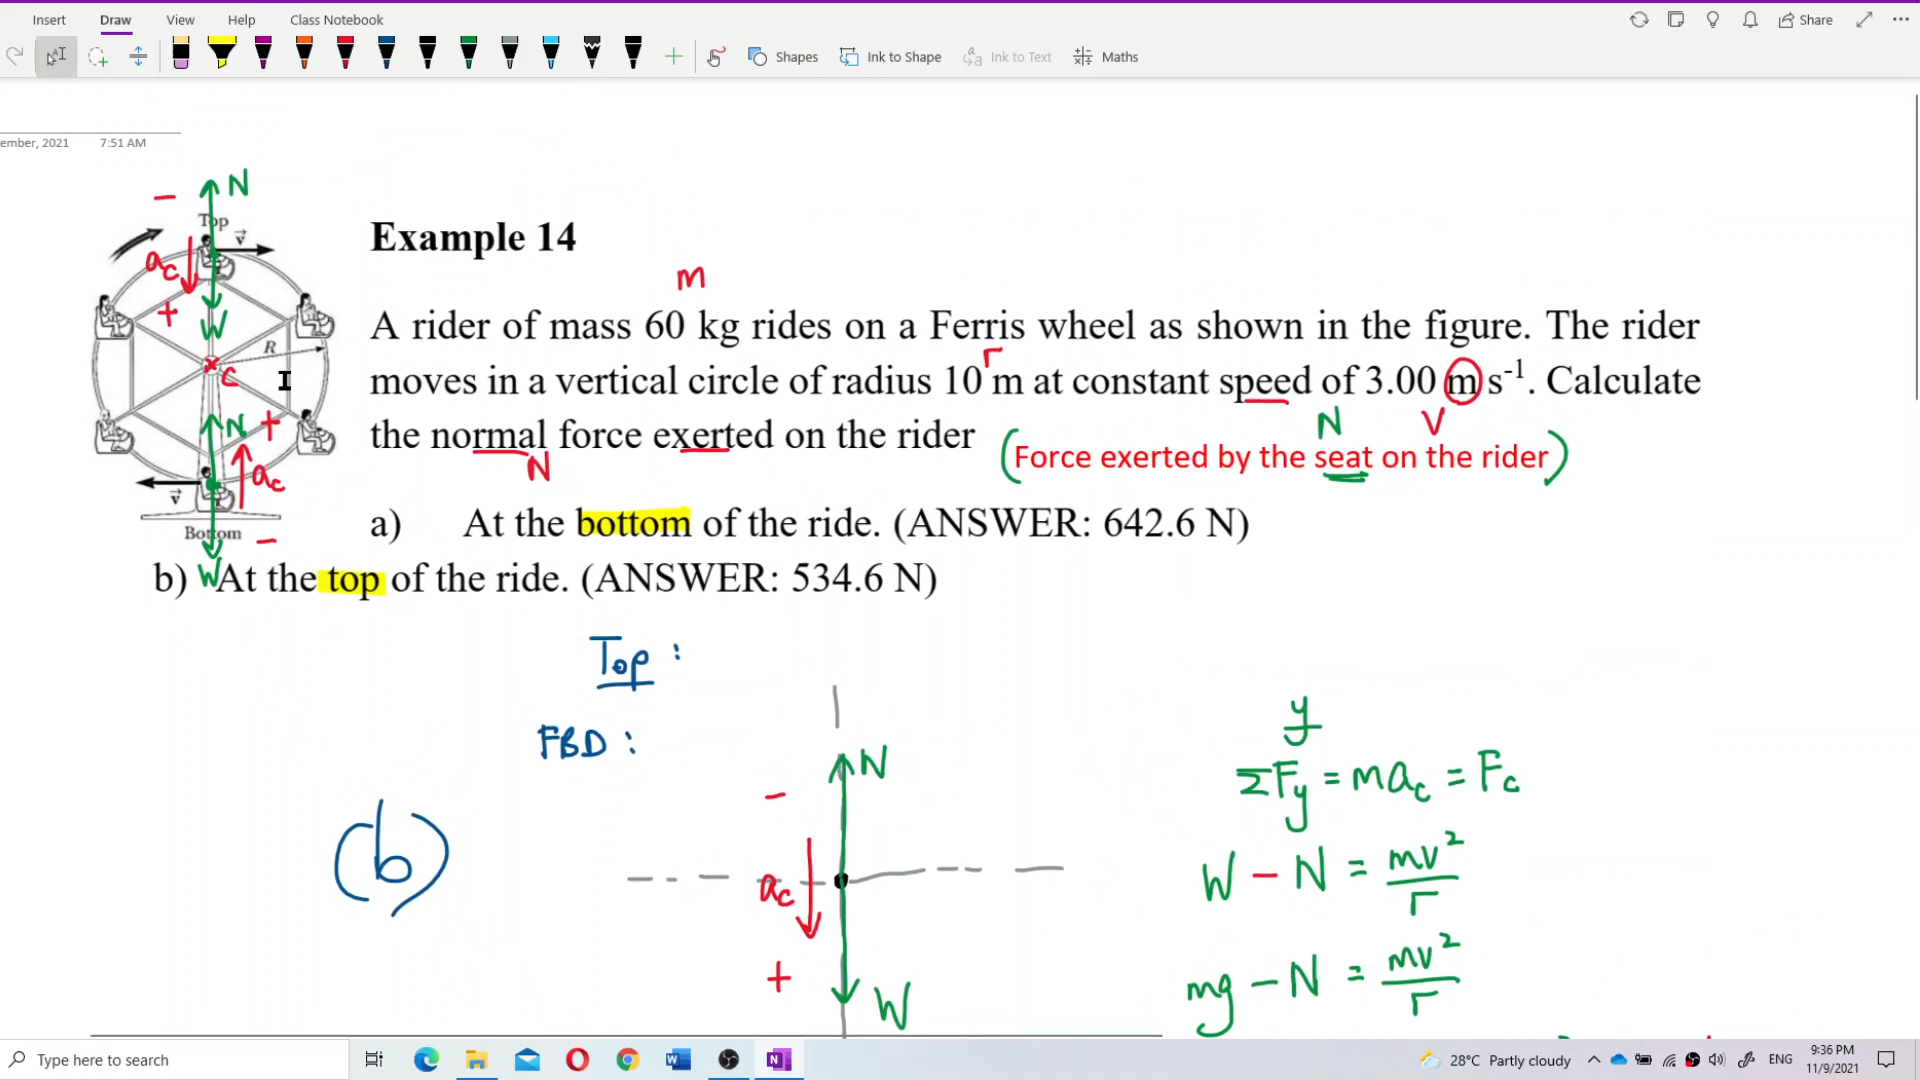 Insert Draw View Help Class Notebook
Share
Shapes Ink to Shape Ink to Text Maths
ember, 2021 7:51 AM
N
−
Top
v
ac
+
W
R
C
N
+
ac
v
Bottom
−
W
Example 14
m
A rider of mass 60 kg rides on a Ferris wheel as shown in the figure. The rider
r
moves in a vertical circle of radius 10 m at constant speed of 3.00 m s-1. Calculate
N V
the normal force exerted on the rider (Force exerted by the seat on the rider)
N
a) At the bottom of the ride. (ANSWER: 642.6 N)
b) At the top of the ride. (ANSWER: 534.6 N)
Top :
FBD :
(b)
N
−
ac
+
W
y
ΣFy = mac = Fc
W − N = mv²/r
mg − N = mv²/r
Type here to search
28°C Partly cloudy
ENG
9:36 PM
11/9/2021